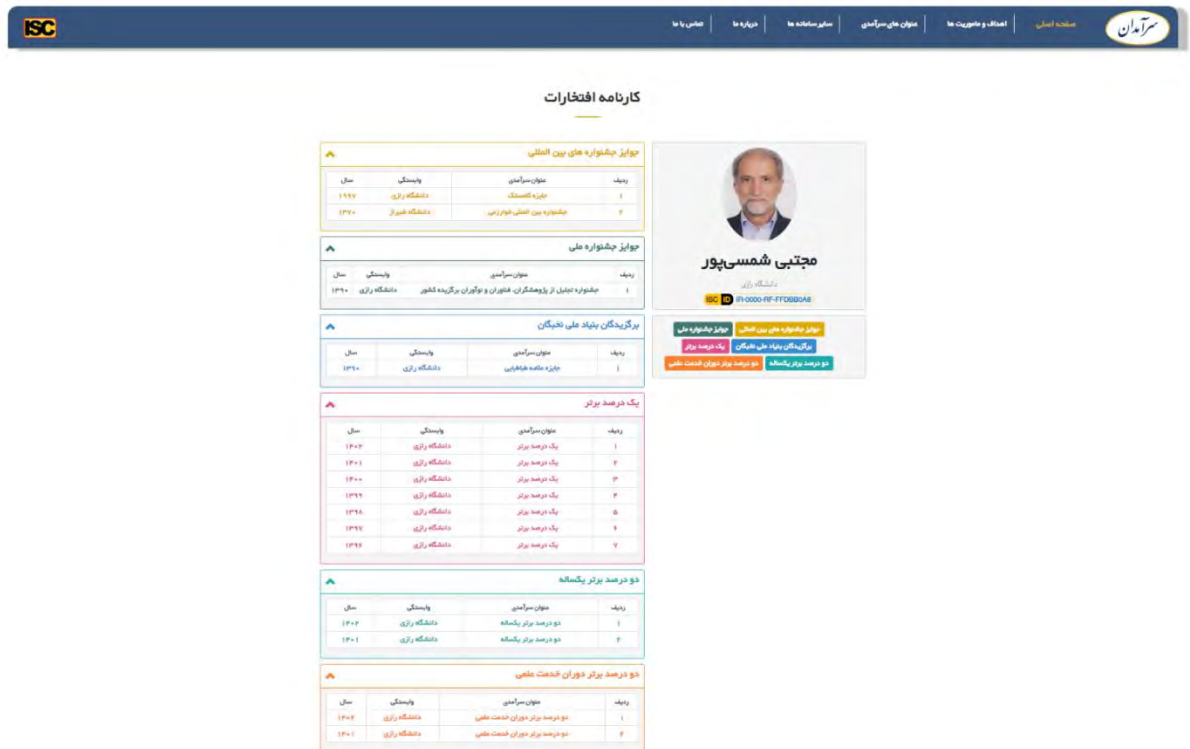 سرآمدان
صفحه اصلی
اهداف و ماموریت ها
عنوان های سرآمدی
سایر سامانه ها
درباره ما
تماس با ما
ISC
کارنامه افتخارات
مجتبی شمسی‌پور
دانشگاه رازی
جوایز جشنواره های بین المللی جوایز جشنواره ملی
برگزیدگان بنیاد ملی نخبگان یک درصد برتر
دو درصد برتر یکساله دو درصد برتر دوران خدمت علمی
جوایز جشنواره های بین المللی
ردیف عنوان سرآمدی وابستگی سال
۱ دانشگاه رازی ۱۹۹۷
۲ جشنواره بین المللی خوارزمی دانشگاه شیراز ۱۳۷۰
جوایز جشنواره ملی
ردیف عنوان سرآمدی وابستگی سال
۱ جشنواره تجلیل از پژوهشگران، فناوران و نوآوران برگزیده کشور دانشگاه رازی ۱۳۹۰
برگزیدگان بنیاد ملی نخبگان
ردیف عنوان سرآمدی وابستگی سال
۱ جایزه علامه طباطبایی دانشگاه رازی ۱۳۹۰
یک درصد برتر
ردیف عنوان سرآمدی وابستگی سال
۱ یک درصد برتر دانشگاه رازی ۱۴۰۲
۲ یک درصد برتر دانشگاه رازی ۱۴۰۱
۳ یک درصد برتر دانشگاه رازی ۱۴۰۰
۴ یک درصد برتر دانشگاه رازی ۱۳۹۹
۵ یک درصد برتر دانشگاه رازی ۱۳۹۸
۶ یک درصد برتر دانشگاه رازی ۱۳۹۷
۷ یک درصد برتر دانشگاه رازی ۱۳۹۶
دو درصد برتر یکساله
ردیف عنوان سرآمدی وابستگی سال
۱ دو درصد برتر یکساله دانشگاه رازی ۱۴۰۲
۲ دو درصد برتر یکساله دانشگاه رازی ۱۴۰۱
دو درصد برتر دوران خدمت علمی
ردیف عنوان سرآمدی وابستگی سال
۱ دو درصد برتر دوران خدمت علمی دانشگاه رازی ۱۴۰۲
۲ دو درصد برتر دوران خدمت علمی دانشگاه رازی ۱۴۰۱